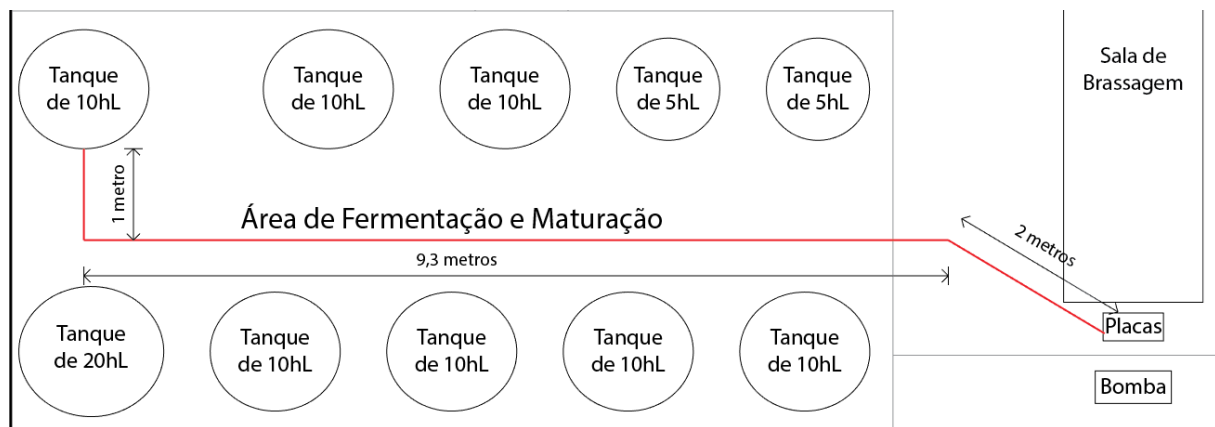 Tanque
de 10hL
Tanque
de 10hL
Tanque
de 10hL
Tanque
de 5hL
Tanque
de 5hL
Sala de
Brassagem
1 metro
Área de Fermentação e Maturação
2 metros
9,3 metros
Tanque
de 20hL
Tanque
de 10hL
Tanque
de 10hL
Tanque
de 10hL
Tanque
de 10hL
Placas
Bomba